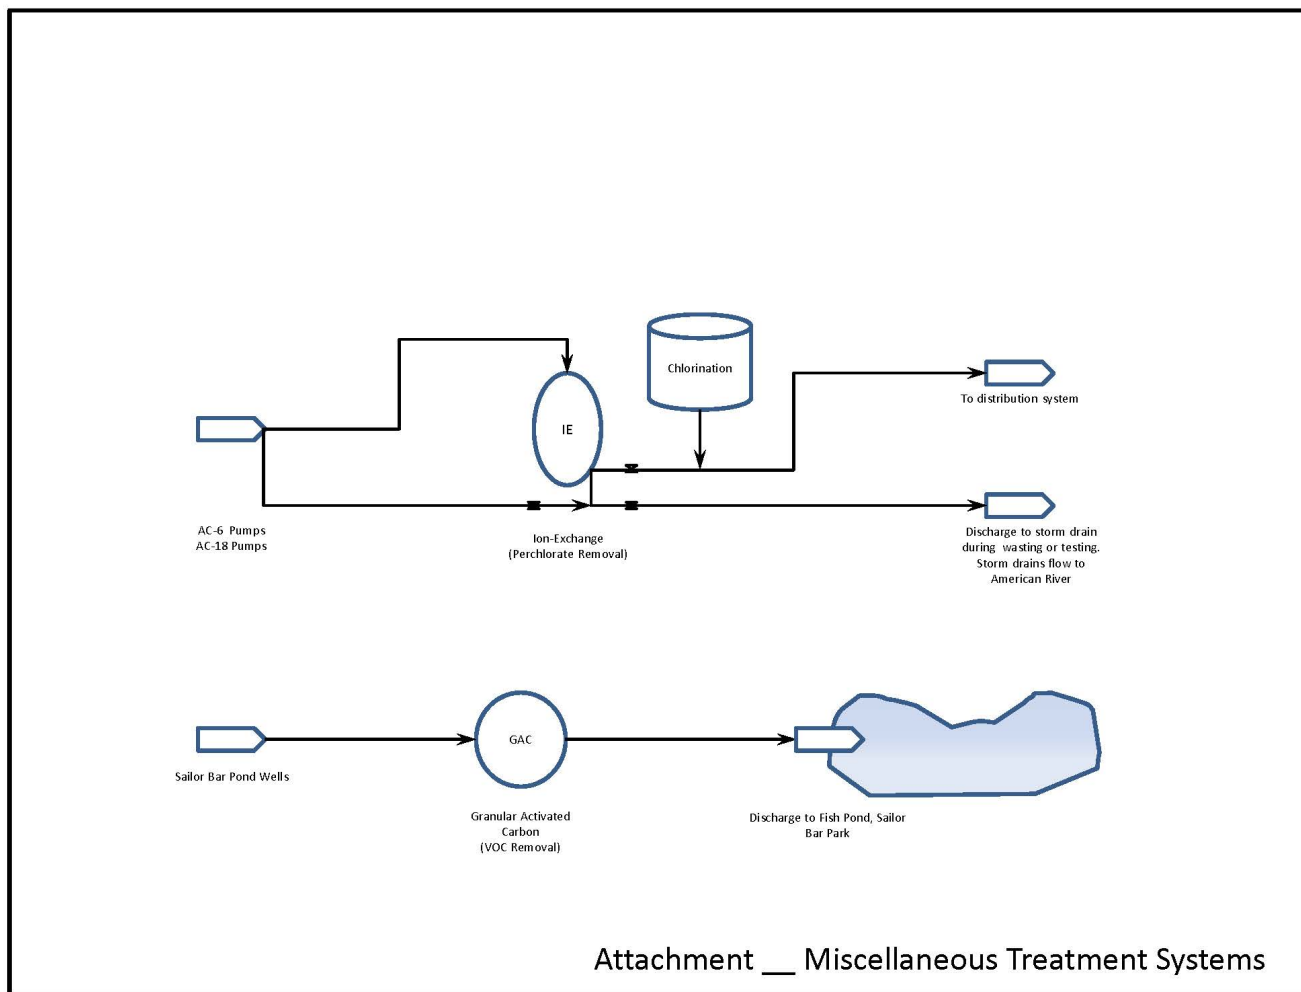 Chlorination
IE
To distribution system
AC-6 Pumps
AC-18 Pumps
Ion-Exchange
(Perchlorate Removal)
Discharge to storm drain
during wasting or testing.
Storm drains flow to
American River
GAC
Sailor Bar Pond Wells
Granular Activated
Carbon
(VOC Removal)
Discharge to Fish Pond, Sailor
Bar Park
Attachment __ Miscellaneous Treatment Systems